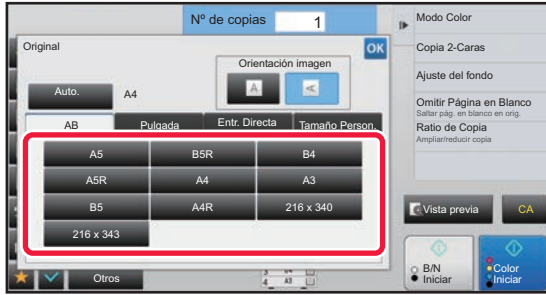 Nº de copias 1
Original
OK
Orientación imagen
Auto. A4
A A
AB Pulgada Entr. Directa Tamaño Person.
A5 B5R B4
A5R A4 A3
B5 A4R 216 x 340
216 x 343
Otros
4 A3
Modo Color
Copia 2-Caras
Ajuste del fondo
Omitir Página en Blanco
Saltar pág. en blanco en orig.
Ratio de Copia
Ampliar/reducir copia
Vista previa CA
B/N
Iniciar
Color
Iniciar